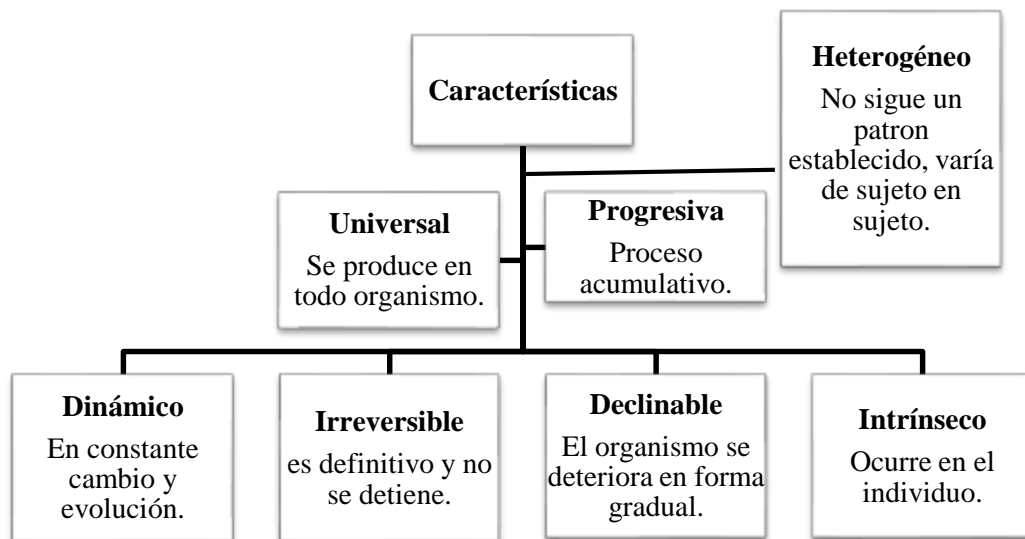 Características
Heterogéneo
No sigue un
patron
establecido, varía
de sujeto en
sujeto.
Universal
Se produce en
todo organismo.
Progresiva
Proceso
acumulativo.
Dinámico
En constante
cambio y
evolución.
Irreversible
es definitivo y no
se detiene.
Declinable
El organismo se
deteriora en forma
gradual.
Intrínseco
Ocurre en el
individuo.